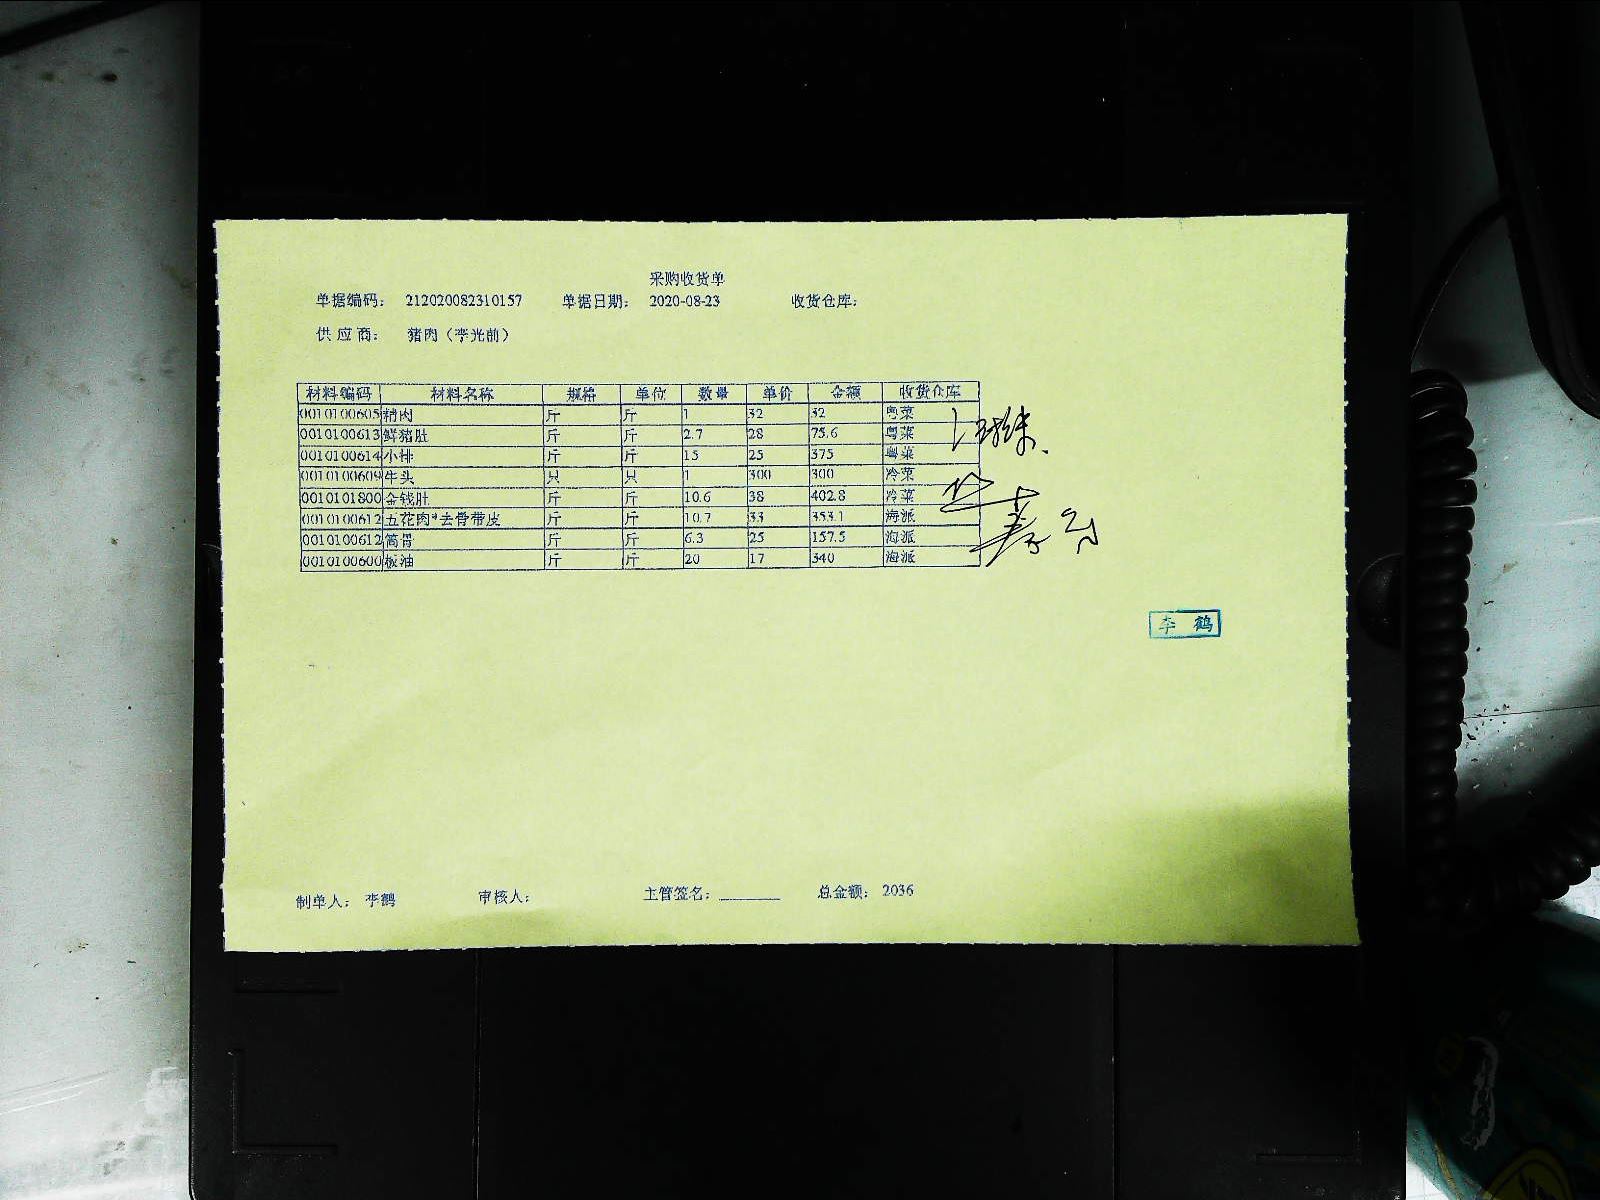 采购收货单
单据编码： 212020082310157 单据日期： 2020-08-23 收货仓库：
供 应 商： 猪肉（李光前）
材料编码 材料名称 规格 单位 数量 单价 金额 收货仓库
0010100605 精肉 斤 斤 1 32 32 粤菜
0010100613 鲜猪肚 斤 斤 2.7 28 75.6 粤菜
0010100614 小排 斤 斤 15 25 375 粤菜
0010100609 牛头 只 只 1 300 300 冷菜
0010101800 金钱肚 斤 斤 10.6 38 402.8 冷菜
0010100612 五花肉*去骨带皮 斤 斤 10.7 33 353.1 海派
0010100612 筒骨 斤 斤 6.3 25 157.5 海派
0010100600 板油 斤 斤 20 17 340 海派
李 鹤
制单人： 李鹤 审核人： 主管签名： 总金额： 2036